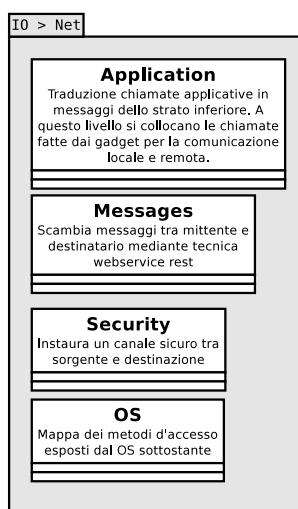 IO > Net
Application
Traduzione chiamate applicative in
messaggi dello strato inferiore. A
questo livello si collocano le chiamate
fatte dai gadget per la comunicazione
locale e remota.
Messages
Scambia messaggi tra mittente e
destinatario mediante tecnica
webservice rest
Security
Instaura un canale sicuro tra
sorgente e destinazione
OS
Mappa dei metodi d'accesso
esposti dal OS sottostante